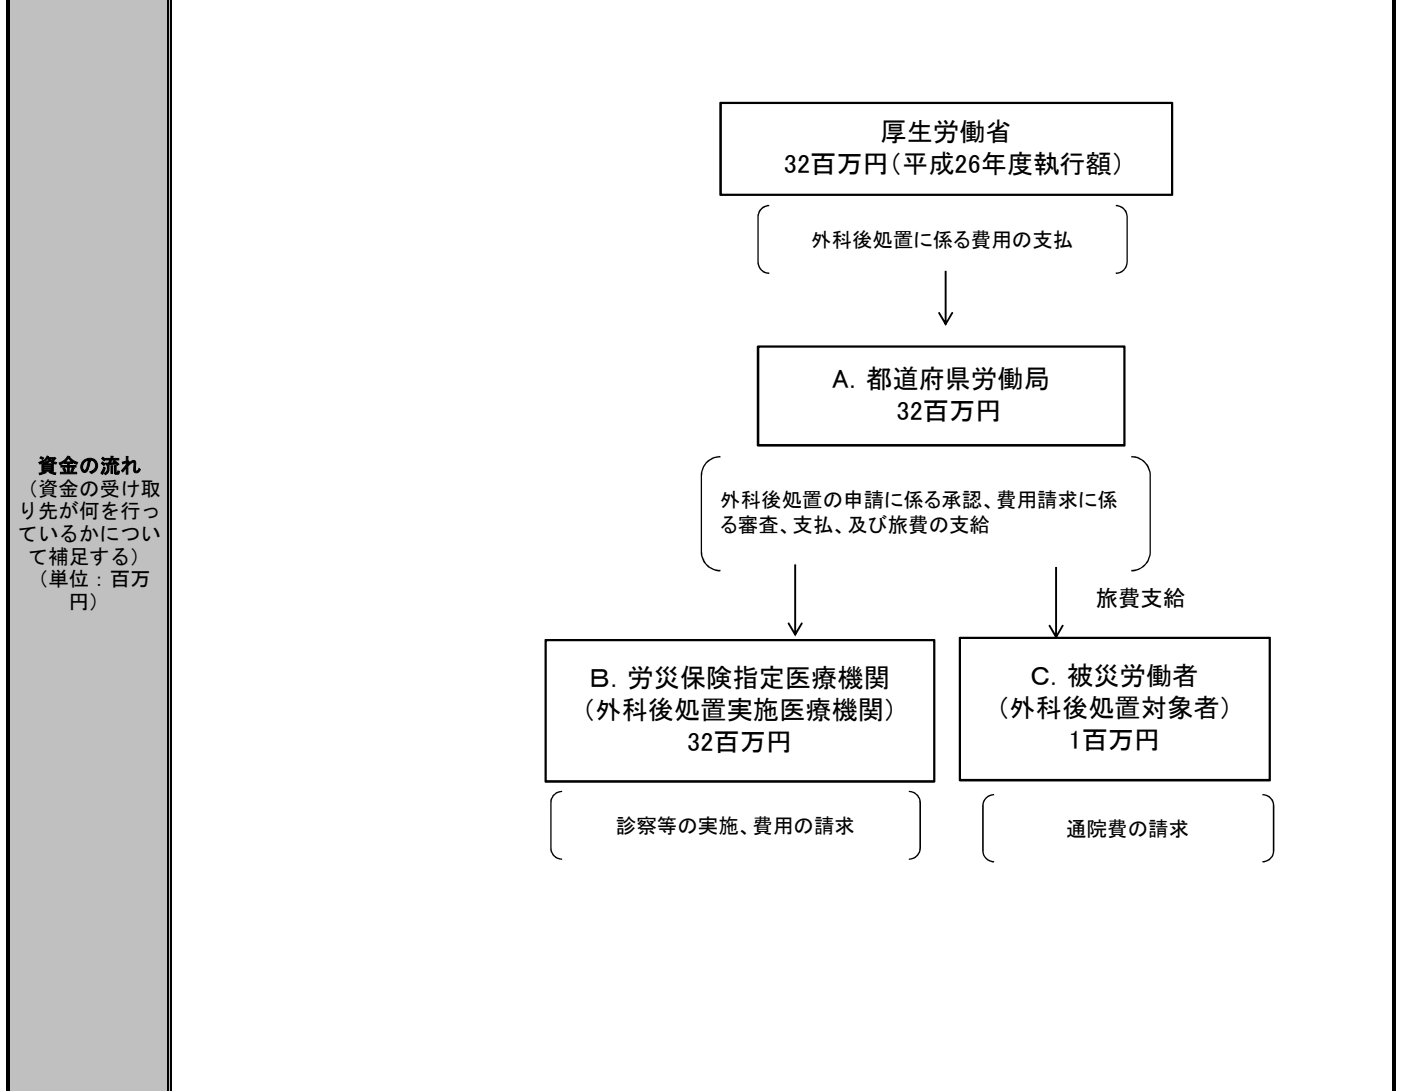 資金の流れ
（資金の受け取
り先が何を行っ
ているかについ
て補足する）
（単位：百万
円）
厚生労働省
32百万円（平成26年度執行額）
外科後処置に係る費用の支払
A．都道府県労働局
32百万円
外科後処置の申請に係る承認、費用請求に係
る審査、支払、及び旅費の支給
旅費支給
B．労災保険指定医療機関
（外科後処置実施医療機関）
32百万円
C．被災労働者
（外科後処置対象者）
1百万円
診察等の実施、費用の請求
通院費の請求